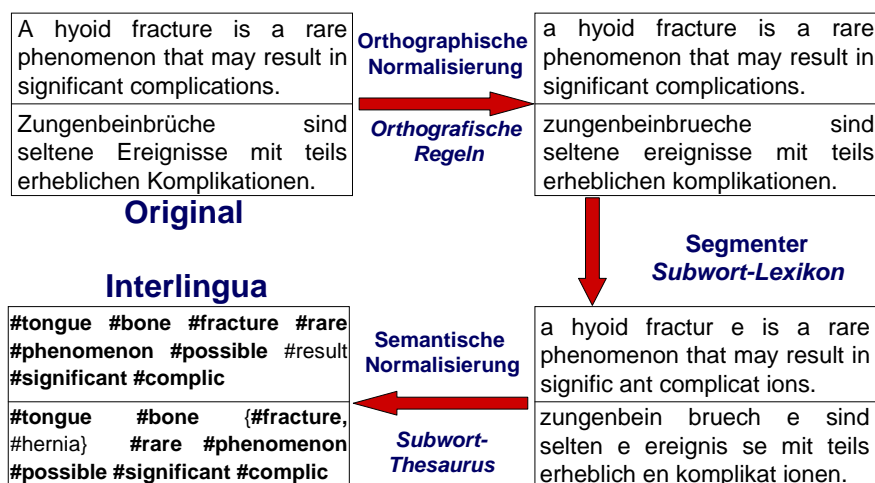 A hyoid fracture is a rare
phenomenon that may result in
significant complications.
Zungenbeinbrüche sind
seltene Ereignisse mit teils
erheblichen Komplikationen.
Original
Orthographische
Normalisierung
Orthografische
Regeln
a hyoid fracture is a rare
phenomenon that may result in
significant complications.
zungenbeinbrueche sind
seltene ereignisse mit teils
erheblichen komplikationen.
Segmenter
Subwort-Lexikon
a hyoid fractur e is a rare
phenomenon that may result in
signific ant complicat ions.
zungenbein bruech e sind
selten e ereignis se mit teils
erheblich en komplikat ionen.
Semantische
Normalisierung
Subwort-
Thesaurus
Interlingua
#tongue #bone #fracture #rare
#phenomenon #possible #result
#significant #complic
#tongue #bone {#fracture,
#hernia} #rare #phenomenon
#possible #significant #complic